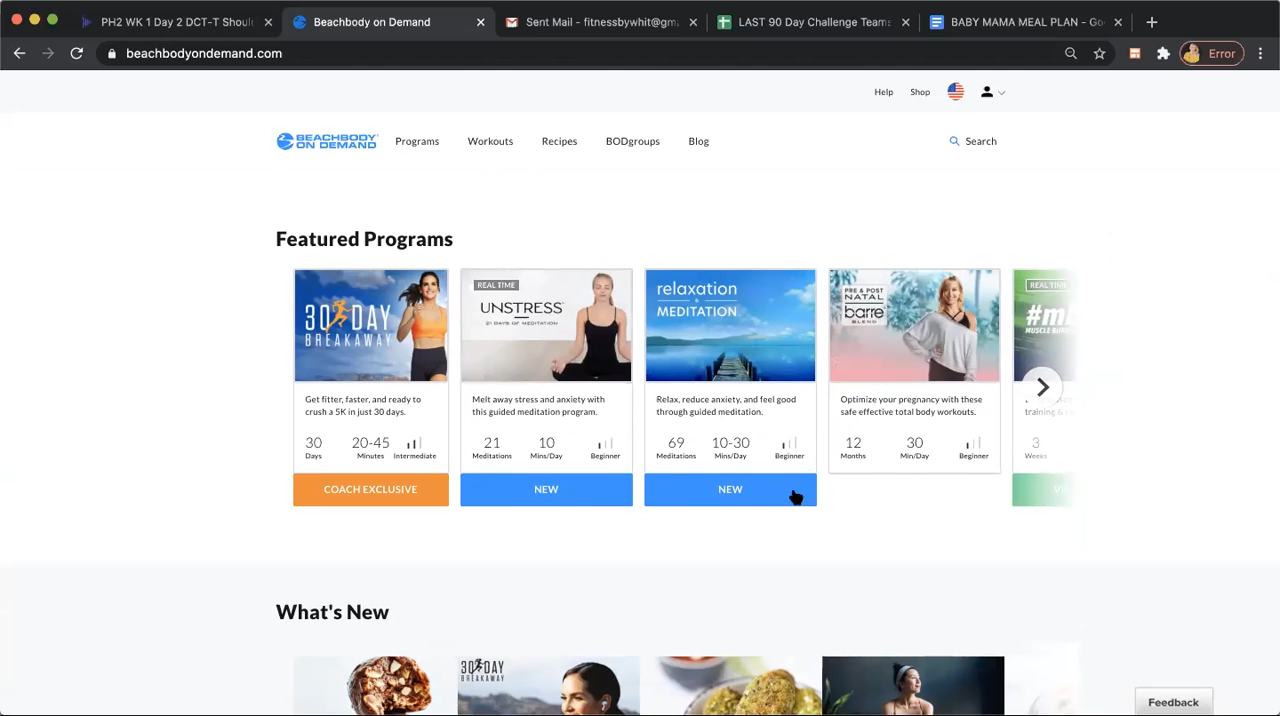 PH2 WK 1 Day 2 DCT-T Should
Beachbody on Demand
Sent Mail - fitnessbywhit@gm
LAST 90 Day Challenge Teams
BABY MAMA MEAL PLAN - Go
beachbodyondemand.com
Error
Help
Shop
BEACHBODY
ON DEMAND
Programs
Workouts
Recipes
BODgroups
Blog
Search
Featured Programs
30 DAY
BREAKAWAY
Get fitter, faster, and ready to
crush a 5K in just 30 days.
30
20-45
Days
Minutes
Intermediate
COACH EXCLUSIVE
REAL TIME
UNSTRESS
21 DAYS OF MEDITATION
Melt away stress and anxiety with
this guided meditation program.
21
10
Meditations
Mins/Day
Beginner
NEW
relaxation
&
MEDITATION
Relax, reduce anxiety, and feel good
through guided meditation.
69
10-30
Meditations
Mins/Day
Beginner
NEW
PRE & POST
NATAL
barre
BLEND
Optimize your pregnancy with these
safe effective total body workouts.
12
30
Months
Min/Day
Beginner
REAL TIME
MUSCLE
training &
3
Weeks
What's New
30 DAY
BREAKAWAY
Feedback